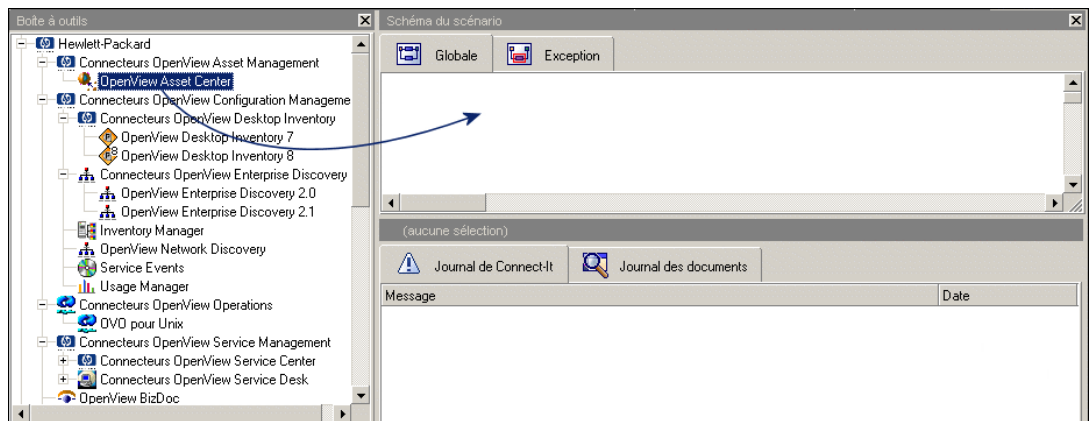 Boîte à outils
Hewlett-Packard
Connecteurs OpenView Asset Management
OpenView Asset Center
Connecteurs OpenView Configuration Manageme
Connecteurs OpenView Desktop Inventory
OpenView Desktop Inventory 7
OpenView Desktop Inventory 8
Connecteurs OpenView Enterprise Discovery
OpenView Enterprise Discovery 2.0
OpenView Enterprise Discovery 2.1
Inventory Manager
OpenView Network Discovery
Service Events
Usage Manager
Connecteurs OpenView Operations
OVO pour Unix
Connecteurs OpenView Service Management
Connecteurs OpenView Service Center
Connecteurs OpenView Service Desk
OpenView BizDoc
Schéma du scénario
Globale Exception
(aucune sélection)
Journal de Connect-It Journal des documents
Message Date